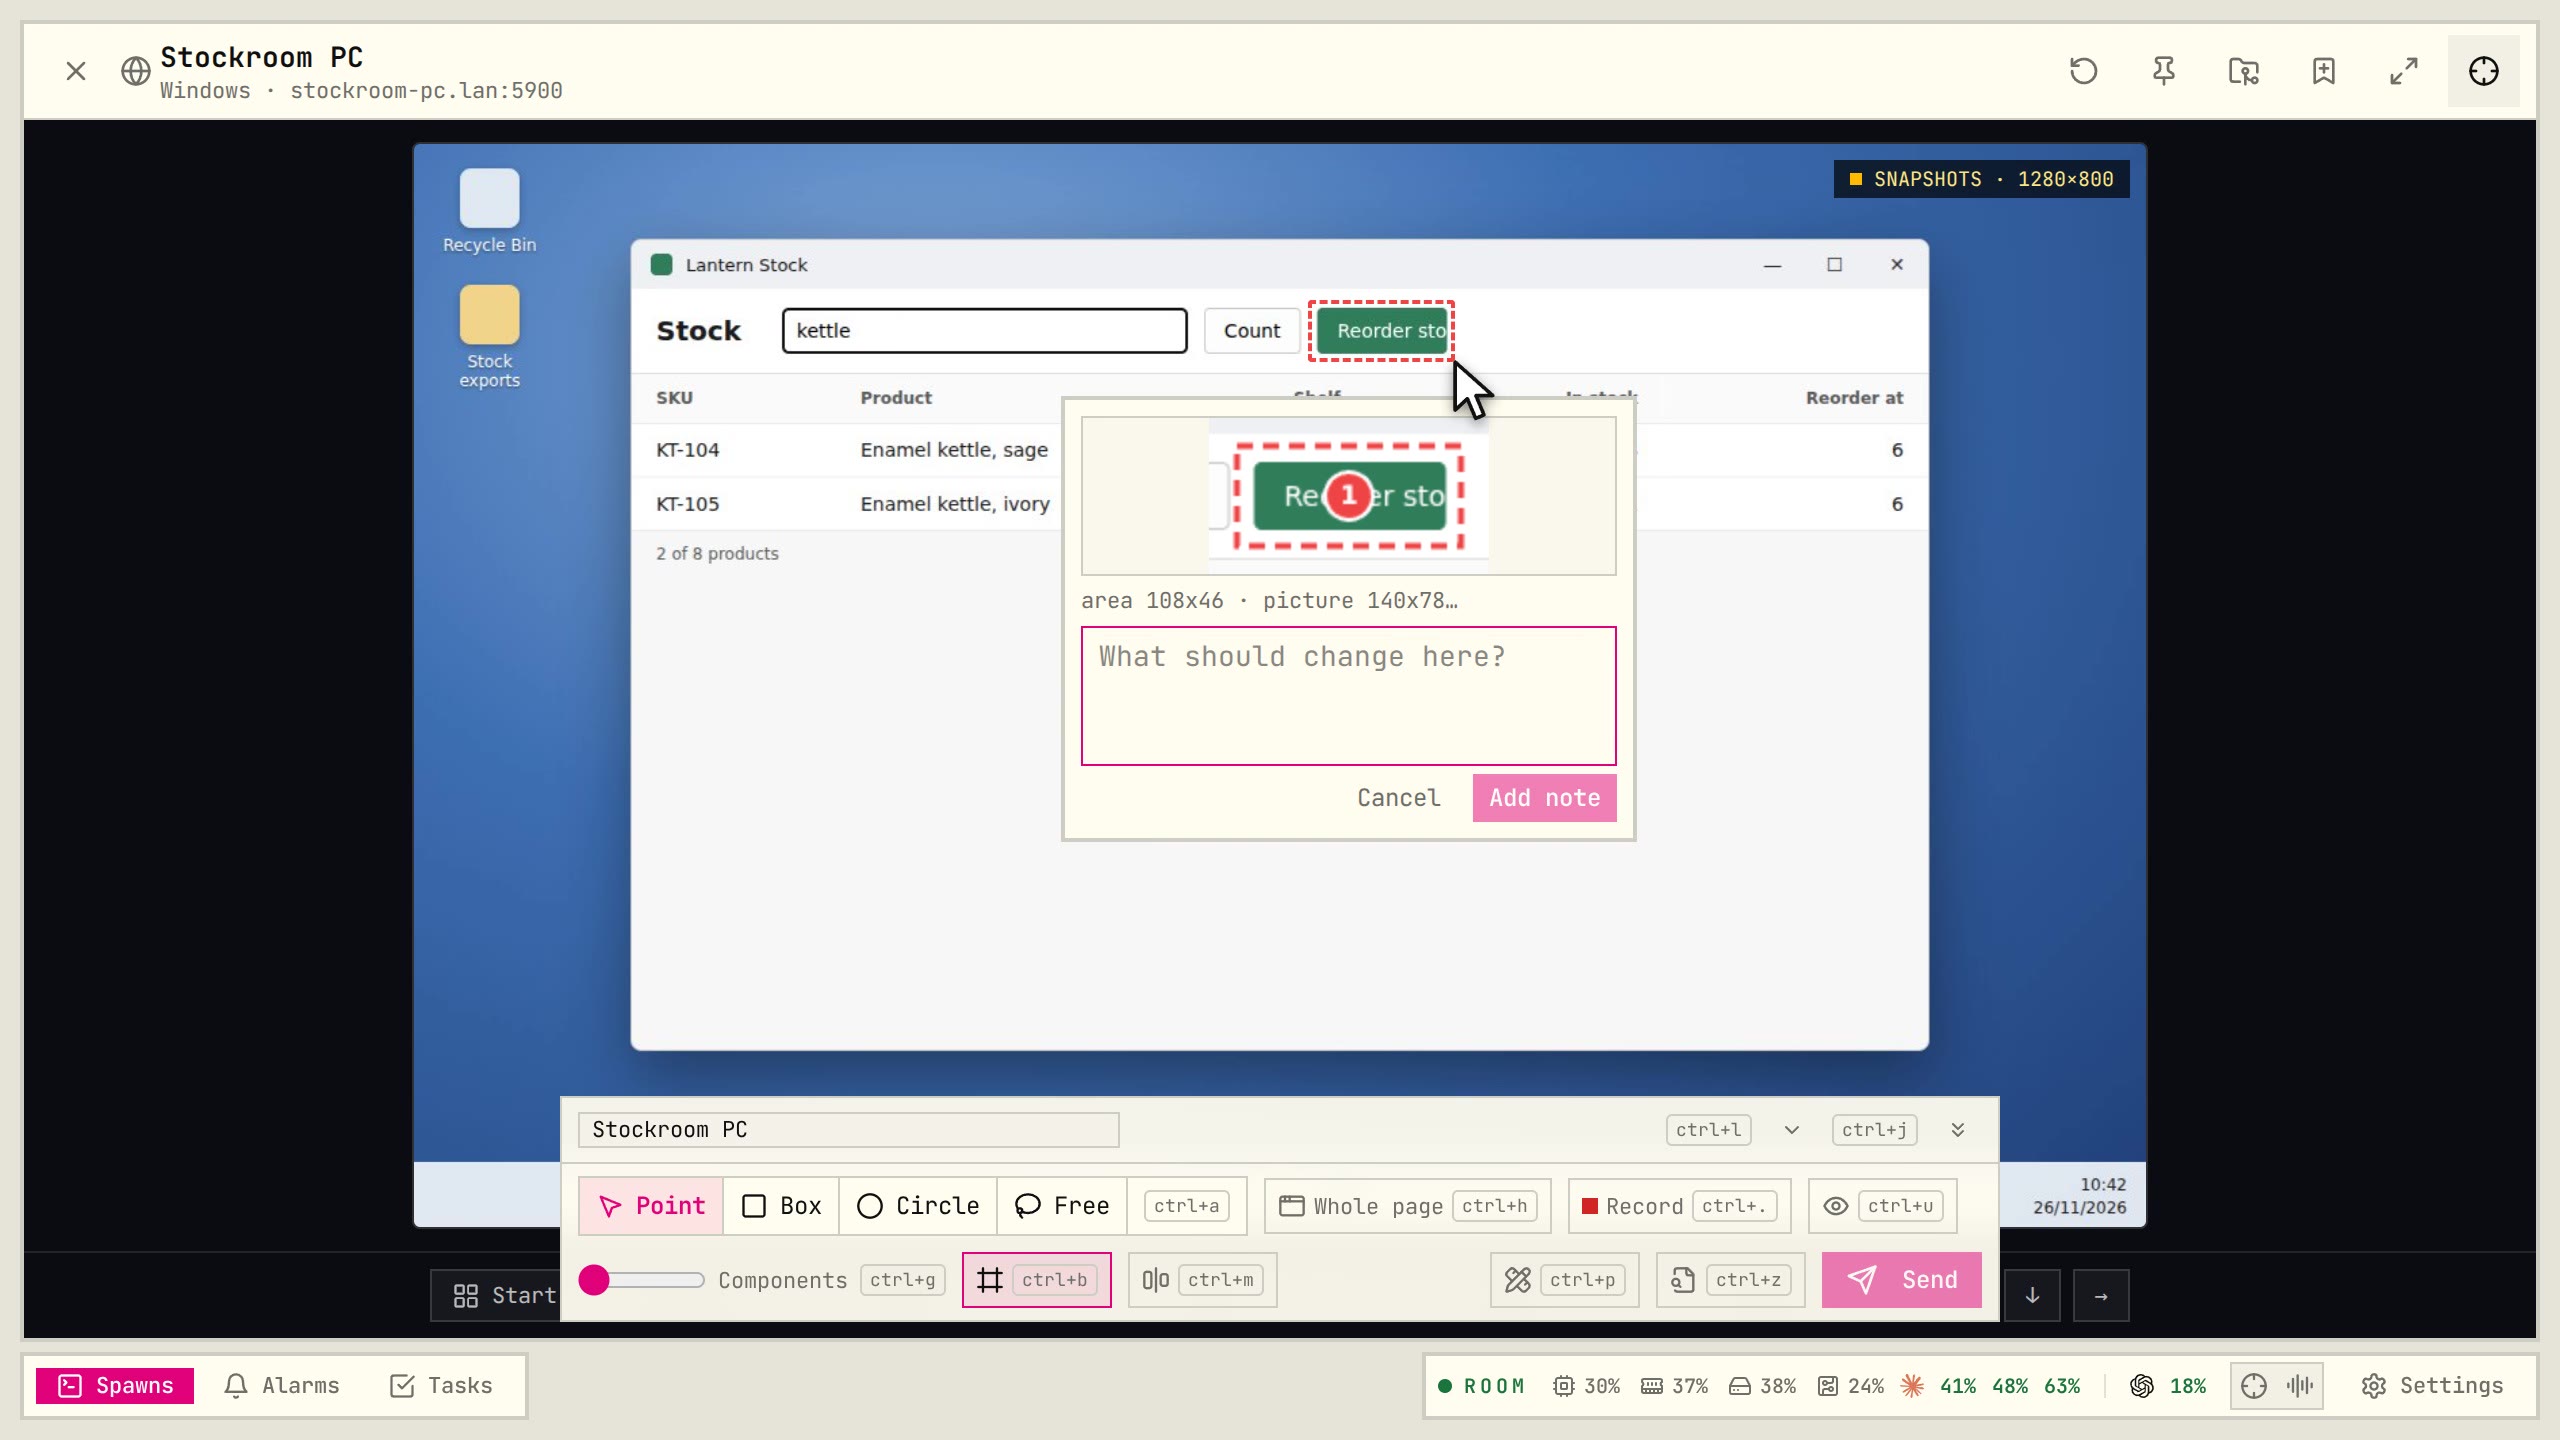 Stockroom PC
Windows · stockroom-pc.lan:5900
SNAPSHOTS · 1280×800
Recycle Bin
Stock
exports
Lantern Stock
Stock
kettle
Count
Reorder sto
SKU
Product
Shelf
In stock
Reorder at
KT-104
Enamel kettle, sage
6
KT-105
Enamel kettle, ivory
6
2 of 8 products
1
area 108x46 · picture 140x78…
What should change here?
Cancel
Add note
Stockroom PC
ctrl+l
ctrl+j
Point
Box
Circle
Free
ctrl+a
Whole page ctrl+h
Record ctrl+.
ctrl+u
Components ctrl+g
ctrl+b
ctrl+m
ctrl+p
ctrl+z
Send
10:42
26/11/2026
Start
↓
→
Spawns
Alarms
Tasks
ROOM
30%
37%
38%
24%
41% 48% 63%
18%
Settings